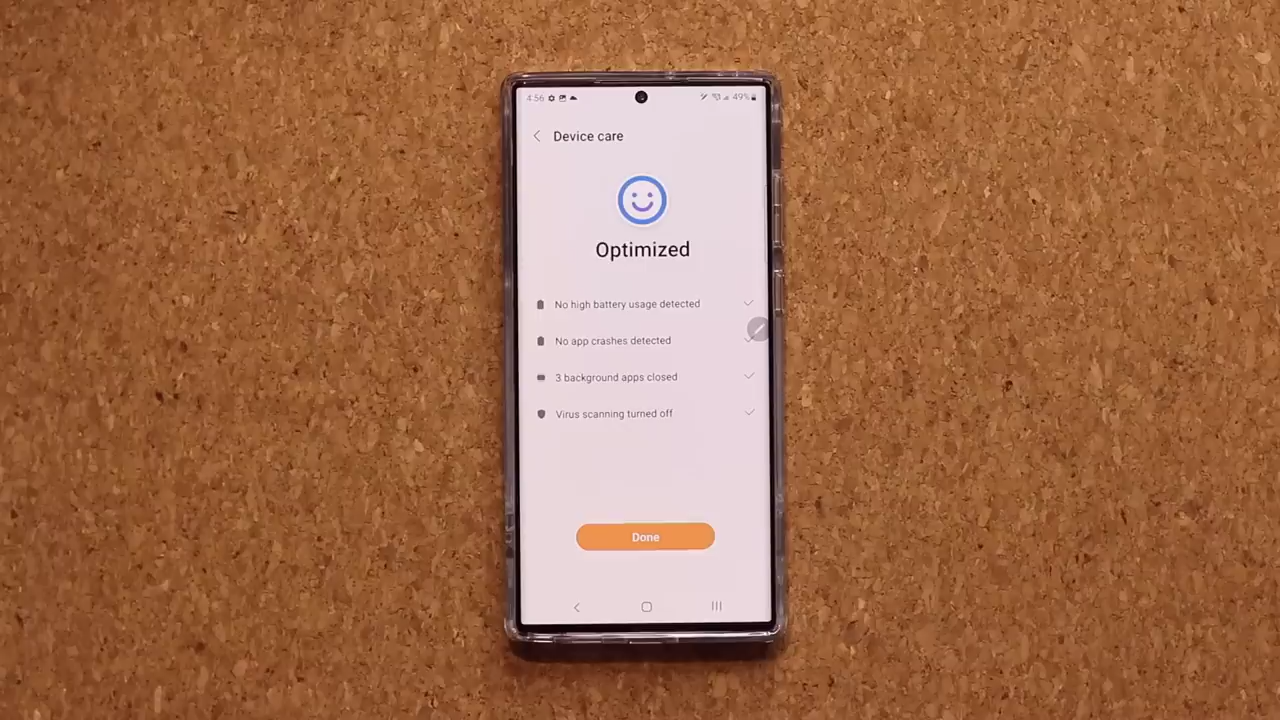 4:56 49%
Device care
Optimized
No high battery usage detected
No app crashes detected
3 background apps closed
Virus scanning turned off
Done